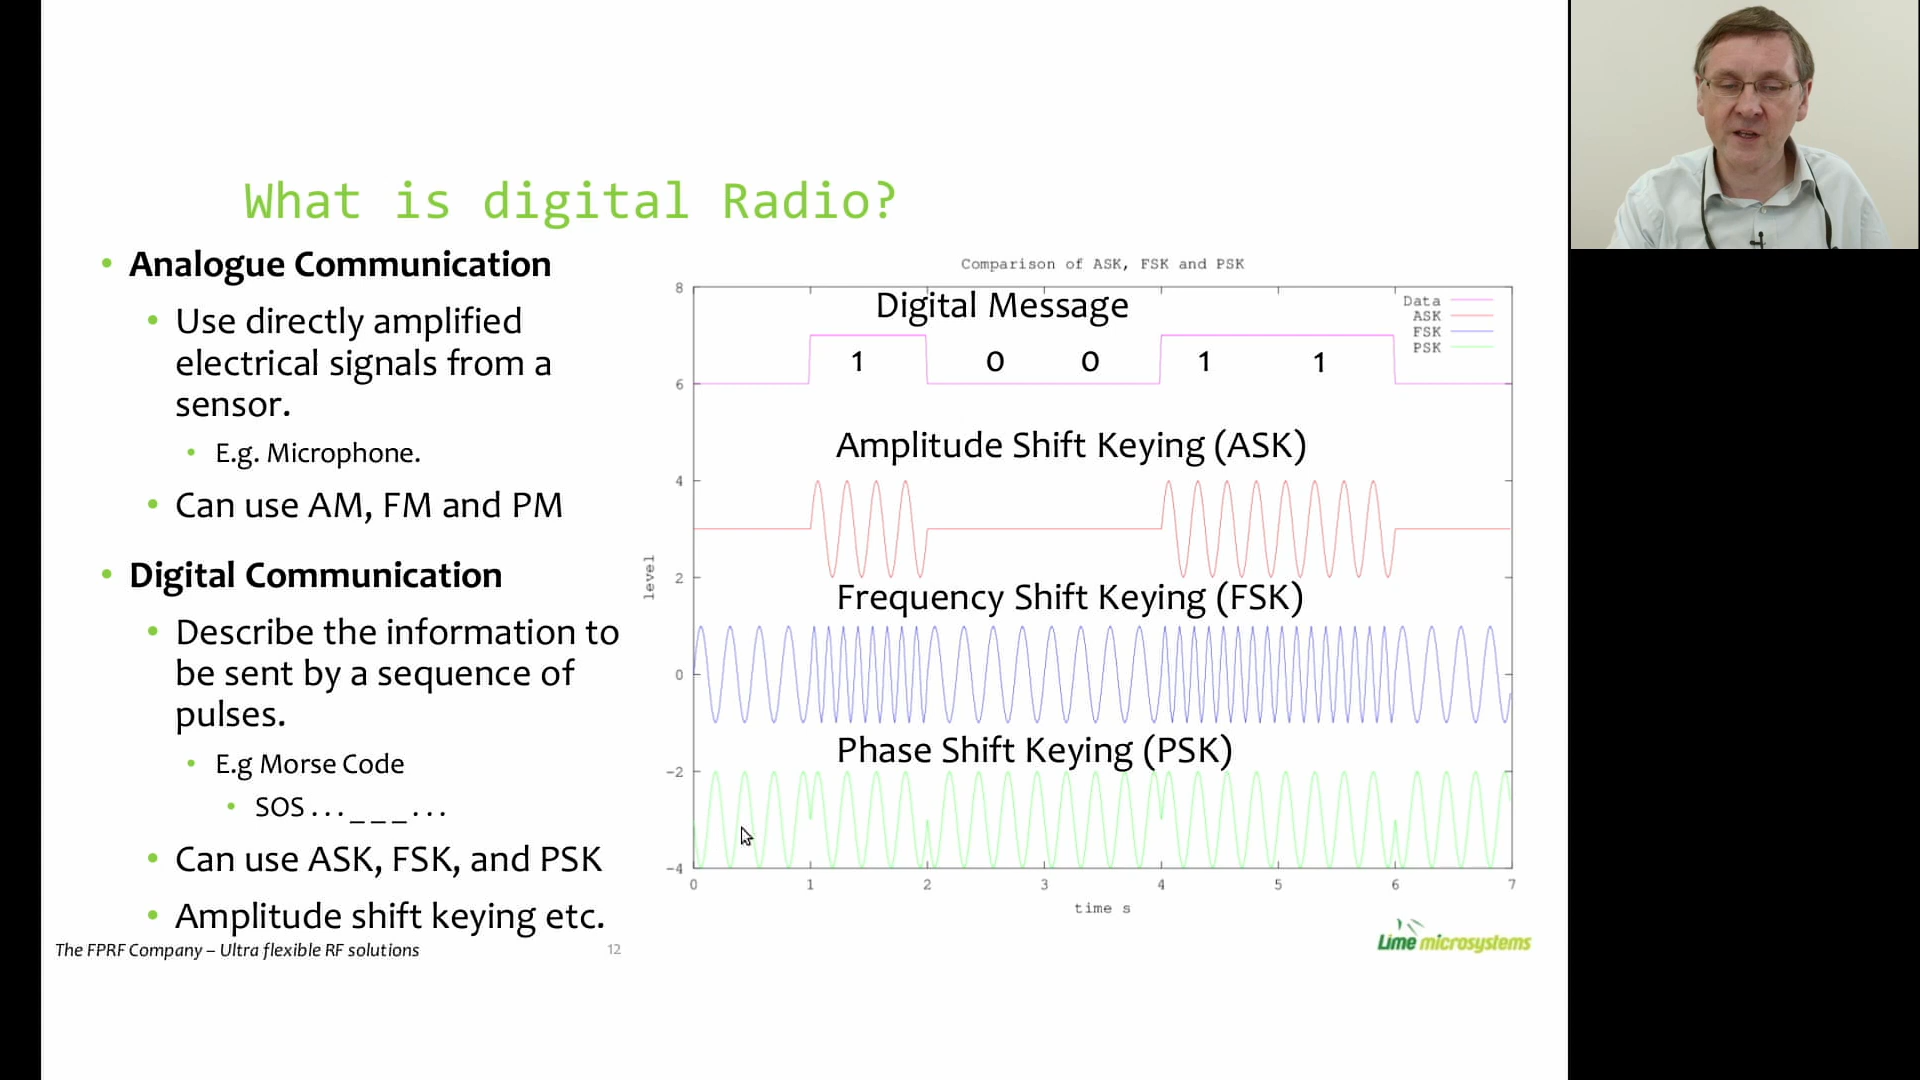 What is digital Radio?
• Analogue Communication
• Use directly amplified
electrical signals from a
sensor.
• E.g. Microphone.
• Can use AM, FM and PM
• Digital Communication
• Describe the information to
be sent by a sequence of
pulses.
• E.g Morse Code
• SOS . . . _ _ _ . . .
• Can use ASK, FSK, and PSK
• Amplitude shift keying etc.
The FPRF Company – Ultra flexible RF solutions
12
Comparison of ASK, FSK and PSK
Digital Message
Data
ASK
FSK
PSK
1 0 0 1 1
Amplitude Shift Keying (ASK)
Frequency Shift Keying (FSK)
Phase Shift Keying (PSK)
level
8
6
4
2
0
-2
-4
0 1 2 3 4 5 6 7
time s
Lime microsystems